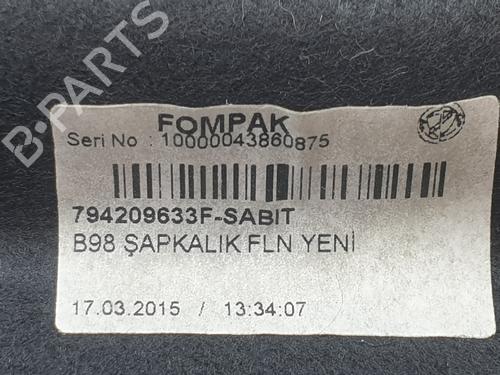 B-PARTS
FOMPAK
Seri No : 10000043860875
794209633F-SABIT
B98 ŞAPKALIK FLN YENİ
17.03.2015 / 13:34:07